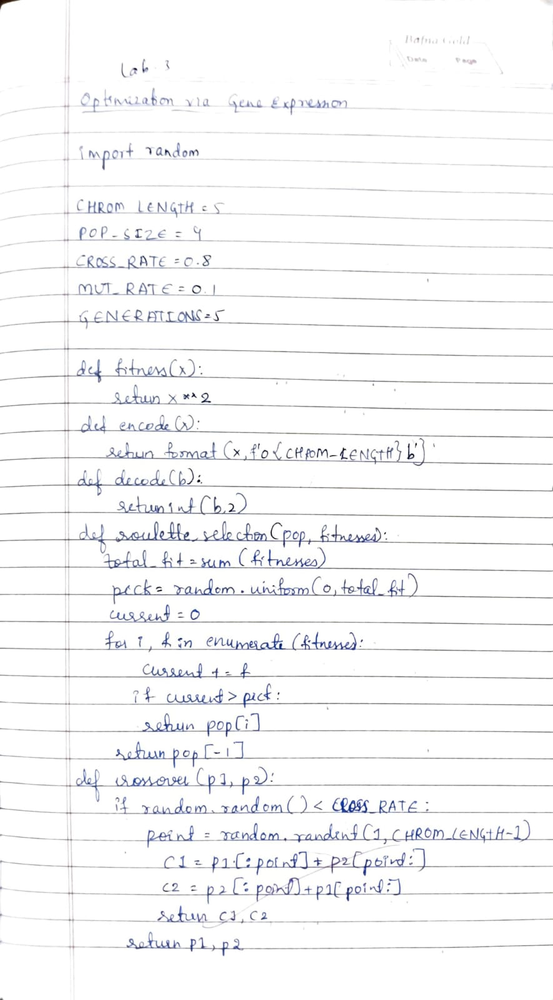 Bafna Gold
Date Page
Lab 3
Optimization via Gene Expression
import random
CHROM LENGTH = 5
POP_SIZE = 4
CROSS_RATE = 0.8
MUT_RATE = 0.1
GENERATIONS = 5
def fitness(x):
return x **2
def encode(x):
return format (x, f'0{CHROM_LENGTH}b'}'
def decode(b):
return int(b,2)
def roulette_selection(pop, fitnesses):
total_fit = sum (fitnesses)
pick = random.uniform(0, total_fit)
current = 0
for i, f in enumerate (fitnesses):
current += f
if current > pick:
return pop[i]
return pop[-1]
def crossover (p1, p2):
if random.random() < CROSS_RATE:
point = random.randint(1, CHROM_LENGTH-1)
C1 = p1[:point] + p2[point:]
C2 = p2[:point]+p1[point:]
return C1, C2
return p1, p2